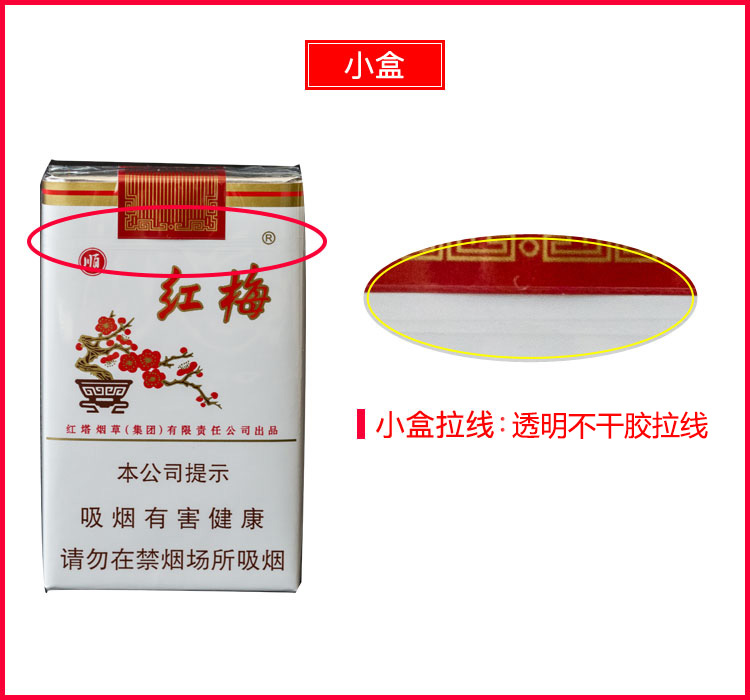 小盒
®
顺
红梅
红塔烟草(集团)有限责任公司出品
本公司提示
吸烟有害健康
请勿在禁烟场所吸烟
小盒拉线:透明不干胶拉线